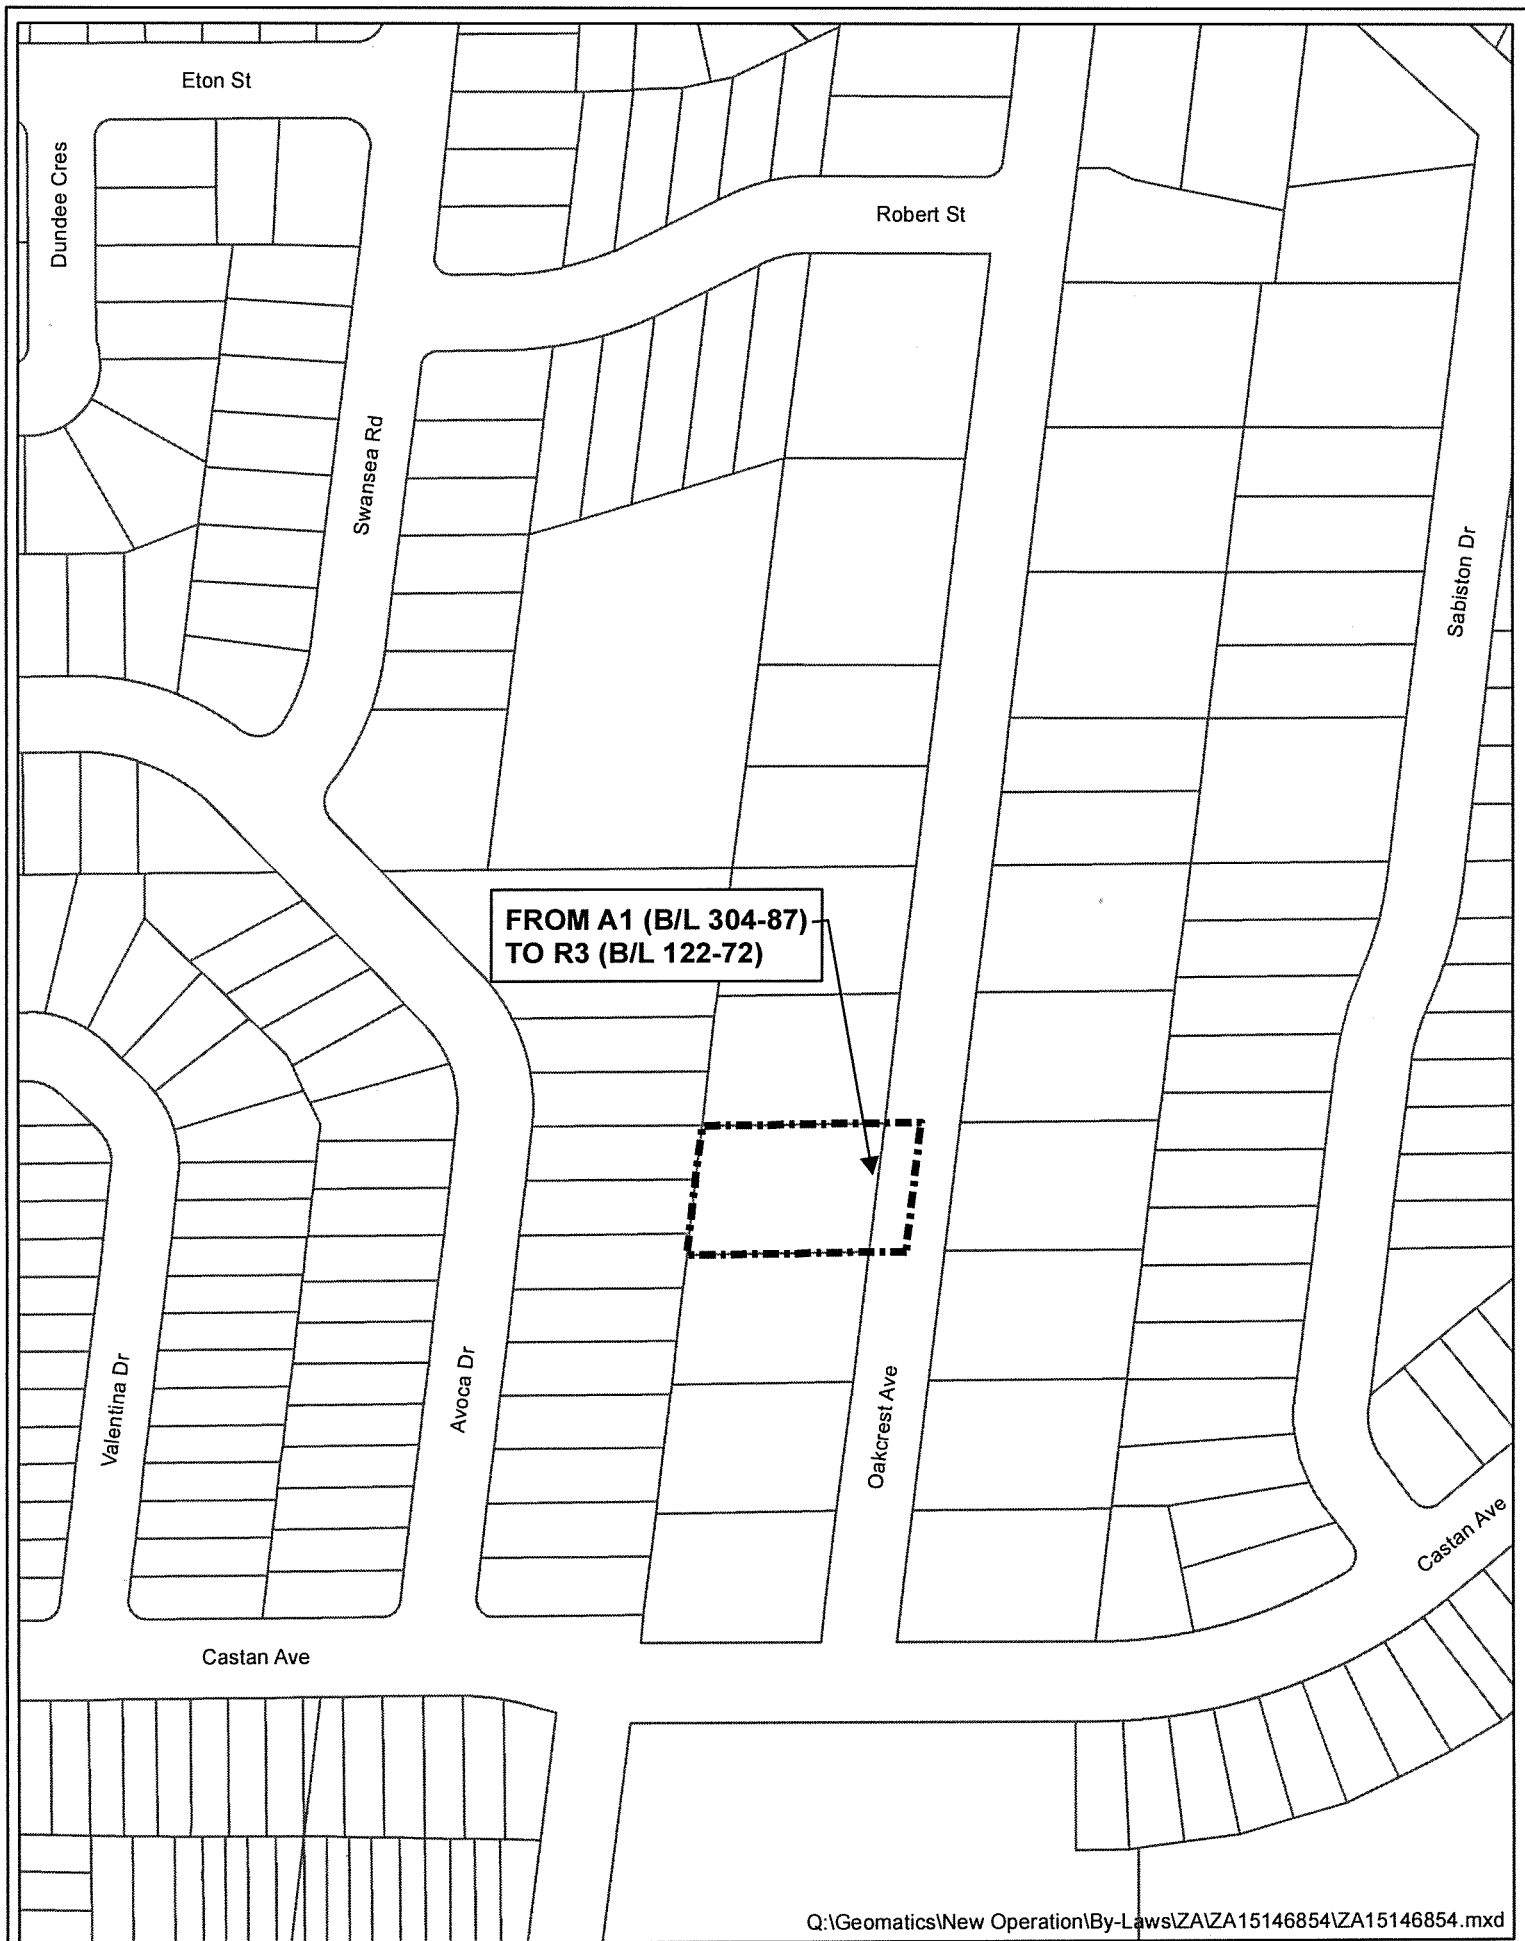 Eton St
Dundee Cres
Robert St
Swansea Rd
Sabiston Dr
FROM A1 (B/L 304-87)
TO R3 (B/L 122-72)
Valentina Dr
Avoca Dr
Oakcrest Ave
Castan Ave
Castan Ave
Q:\Geomatics\New Operation\By-Laws\ZA\ZA15146854\ZA15146854.mxd